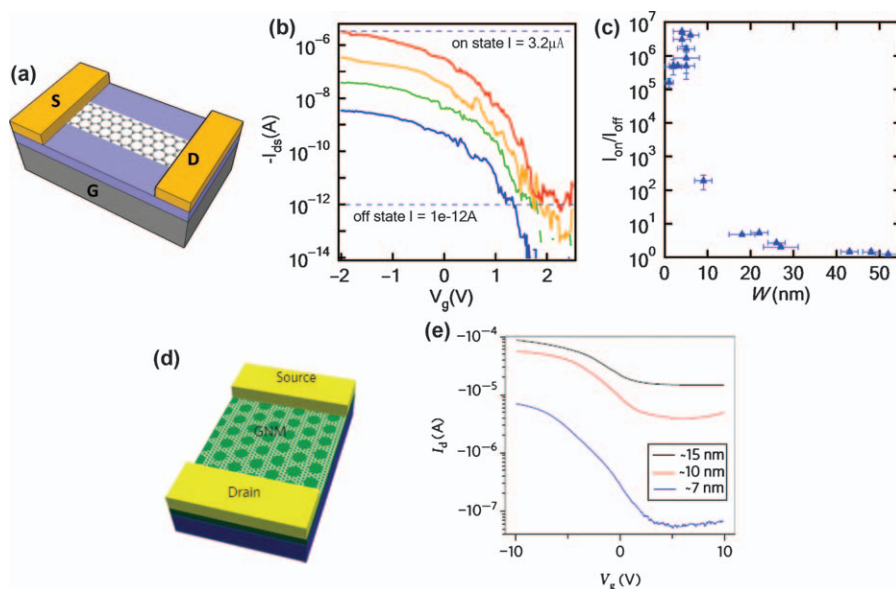 (a)
S
D
G
(b)
on state I = 3.2μA
off state I = 1e-12A
-I_ds(A)
10^-6
10^-8
10^-10
10^-12
10^-14
−2
−1
0
1
2
V_g(V)
(c)
I_on/I_off
10^7
10^6
10^5
10^4
10^3
10^2
10^1
10^0
0
10
20
30
40
50
W(nm)
(d)
Source
GNM
Drain
(e)
I_d(A)
−10^−4
−10^−5
−10^−6
−10^−7
~15 nm
~10 nm
~7 nm
−10
0
10
V_g(V)